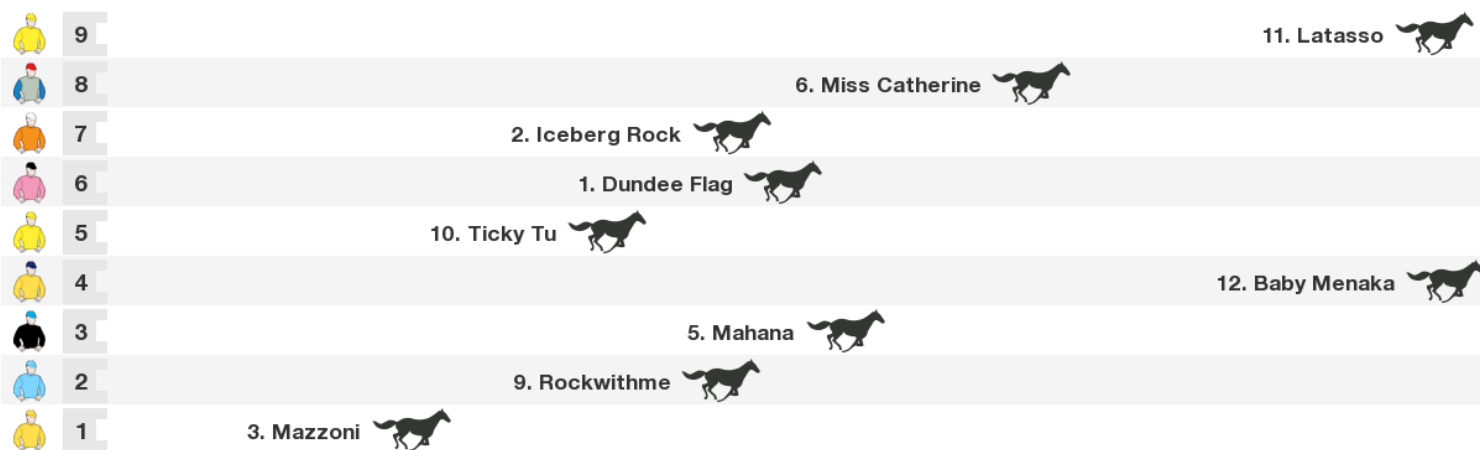 9 11. Latasso
8 6. Miss Catherine
7 2. Iceberg Rock
6 1. Dundee Flag
5 10. Ticky Tu
4 12. Baby Menaka
3 5. Mahana
2 9. Rockwithme
1 3. Mazzoni